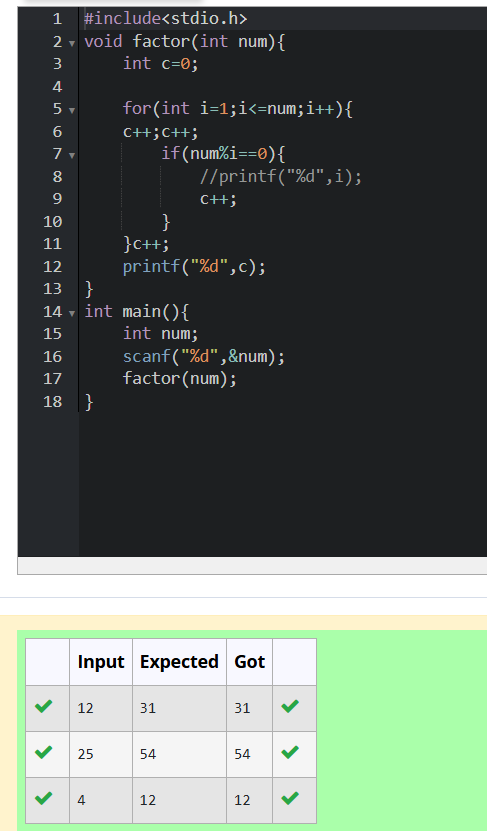 1 #include<stdio.h>
2 void factor(int num){
3 int c=0;
4
5 for(int i=1;i<=num;i++){
6 c++;c++;
7 if(num%i==0){
8 //printf("%d",i);
9 c++;
10 }
11 }c++;
12 printf("%d",c);
13 }
14 int main(){
15 int num;
16 scanf("%d",&num);
17 factor(num);
18 }
Input Expected Got
12 31 31
25 54 54
4 12 12